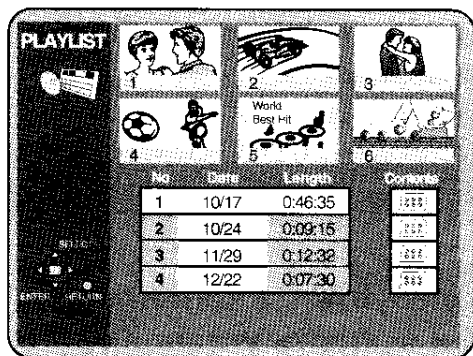 PLAYLIST
1
2
3
World
Best Hit
4
5
6
No Date Length Contents
1 10/17 0:46:35
2 10/24 0:09:15
3 11/29 0:12:32
4 12/22 0:07:30
SELECT
ENTER RETURN